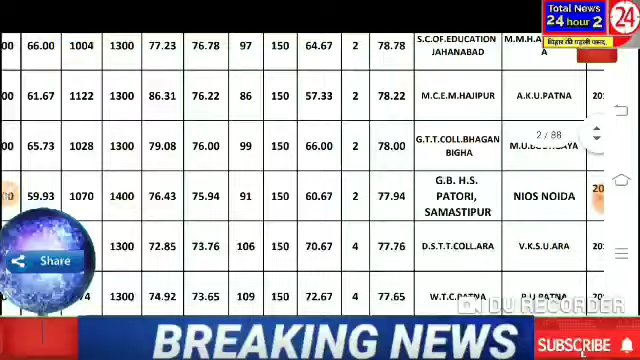 Total News
24 hour 2
24
बिहार की पहली पसंद,
00 66.00 1004 1300 77.23 76.78 97 150 64.67 2 78.78 S.C.OF.EDUCATION JAHANABAD
00 61.67 1122 1300 86.31 76.22 86 150 57.33 2 78.22 M.C.E.M.HAJIPUR A.K.U.PATNA
00 65.73 1028 1300 79.08 76.00 99 150 66.00 2 78.00 G.T.T.COLL.BHAGAN BIGHA
2 / 88
59.93 1070 1400 76.43 75.94 91 150 60.67 2 77.94 G.B. H.S. PATORI, SAMASTIPUR NIOS NOIDA
1300 72.85 73.76 106 150 70.67 4 77.76 D.S.T.T.COLL.ARA V.K.S.U.ARA
1300 74.92 73.65 109 150 72.67 4 77.65 W.T.C.PATNA P.U.PATNA
Share
DU RECORDER
BREAKING NEWS
SUBSCRIBE